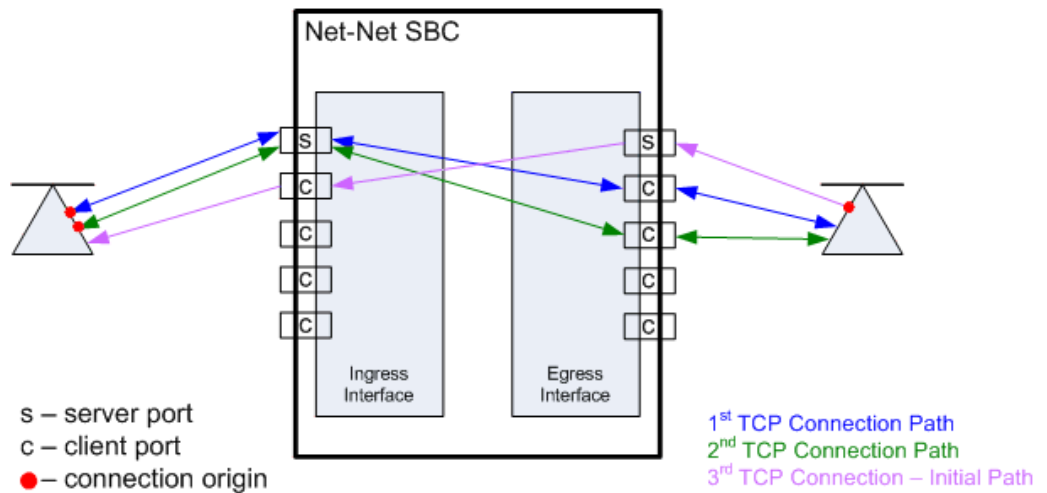 Net-Net SBC
S
C
C
C
C
S
C
C
C
C
Ingress
Interface
Egress
Interface
s – server port
c – client port
– connection origin
1st TCP Connection Path
2nd TCP Connection Path
3rd TCP Connection – Initial Path